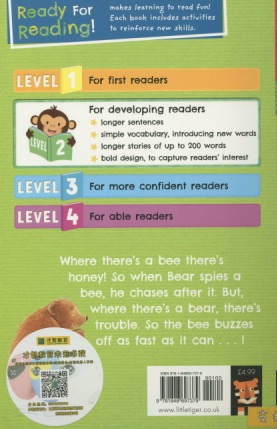 Ready For
Reading!
makes learning to read fun!
Each book includes activities
to reinforce new skills.
LEVEL 1 For first readers
For developing readers
longer sentences
simple vocabulary, introducing new words
longer stories of up to 200 words
bold design, to capture readers' interest
LEVEL 2
LEVEL 3 For more confident readers
LEVEL 4 For able readers
Where there's a bee there's
honey! So when Bear spies a
bee, he chases after it. But,
where there's a bear, there's
trouble. So the bee buzzes
off as fast as it can . . . !
£4.99
www.littletiger.co.uk